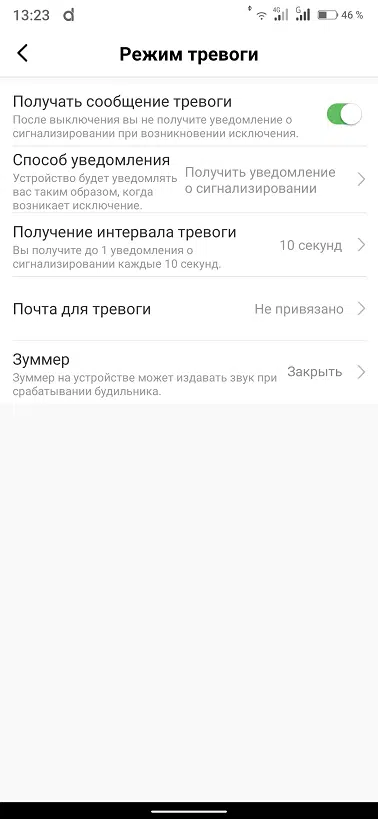 13:23 d 4G G 46 %
Режим тревоги
Получать сообщение тревоги
После выключения вы не получите уведомление о
сигнализировании при возникновении исключения.
Способ уведомления
Устройство будет уведомлять
вас таким образом, когда
возникает исключение.
Получить уведомление
о сигнализировании
Получение интервала тревоги
Вы получите до 1 уведомления о
сигнализировании каждые 10 секунд.
10 секунд
Почта для тревоги
Не привязано
Зуммер
Зуммер на устройстве может издавать звук при
срабатывании будильника.
Закрыть